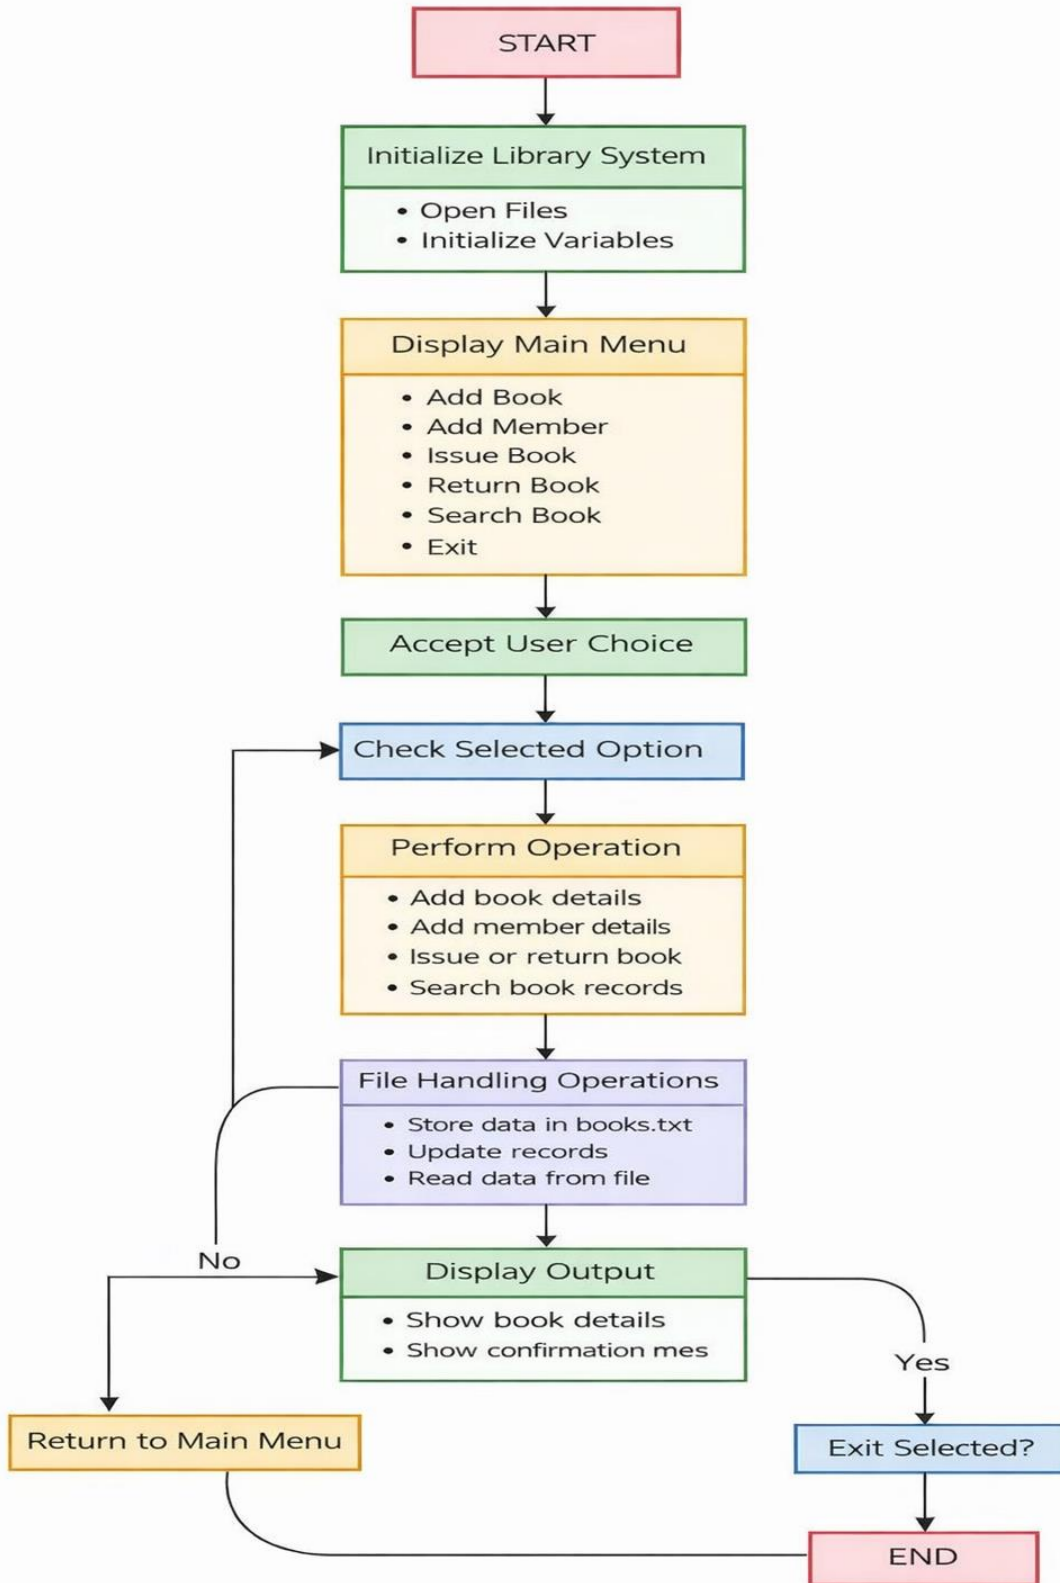 START
Initialize Library System
• Open Files
• Initialize Variables
Display Main Menu
• Add Book
• Add Member
• Issue Book
• Return Book
• Search Book
• Exit
Accept User Choice
Check Selected Option
Perform Operation
• Add book details
• Add member details
• Issue or return book
• Search book records
File Handling Operations
• Store data in books.txt
• Update records
• Read data from file
No
Display Output
• Show book details
• Show confirmation mes
Yes
Return to Main Menu
Exit Selected?
END